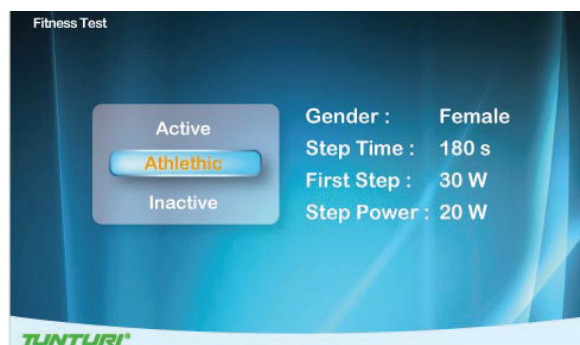 Fitness Test
Active
Athlethic
Inactive
Gender : Female
Step Time : 180 s
First Step : 30 W
Step Power : 20 W
TUNTURI®